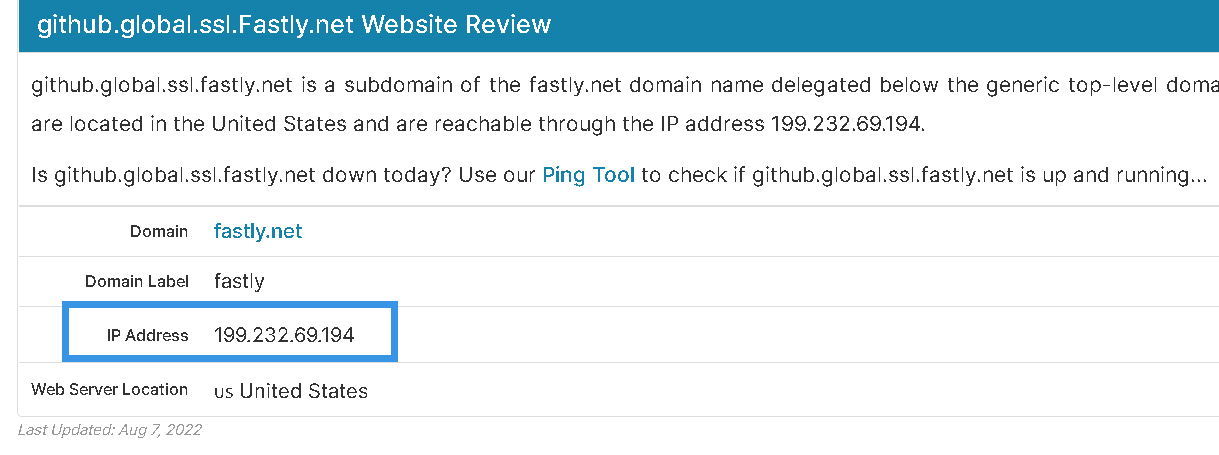 github.global.ssl.Fastly.net Website Review
github.global.ssl.fastly.net is a subdomain of the fastly.net domain name delegated below the generic top-level
are located in the United States and are reachable through the IP address 199.232.69.194.
Is github.global.ssl.fastly.net down today? Use our Ping Tool to check if github.global.ssl.fastly.net is up and running...
Domain fastly.net
Domain Label fastly
IP Address 199.232.69.194
Web Server Location us United States
Last Updated: Aug 7, 2022